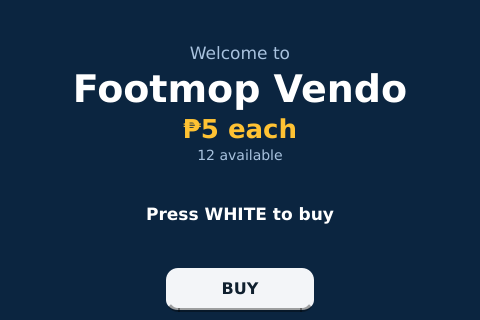 Welcome to
Footmop Vendo
₱5 each
12 available
Press WHITE to buy
BUY